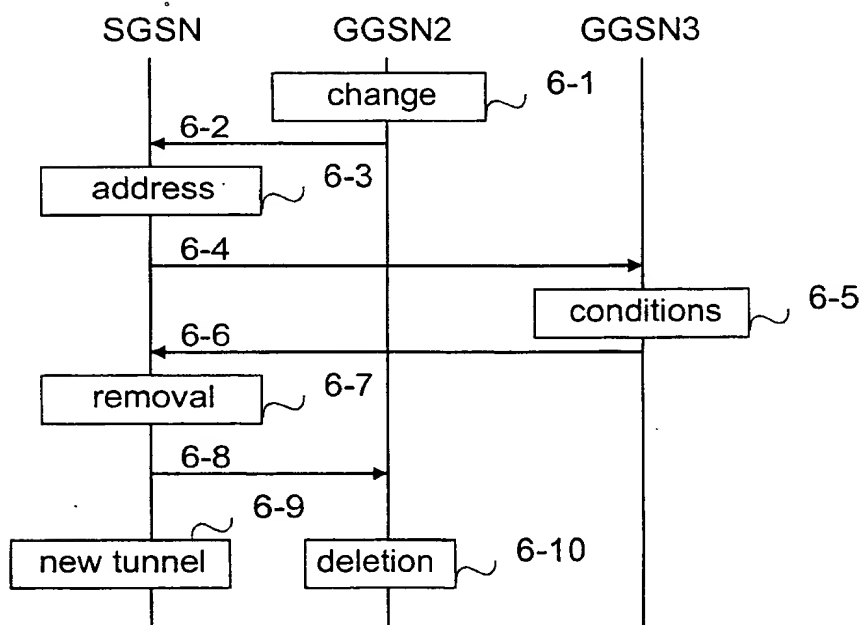 SGSN GGSN2 GGSN3
change 6-1
6-2
address 6-3
6-4
conditions 6-5
6-6
removal 6-7
6-8
6-9
new tunnel deletion 6-10